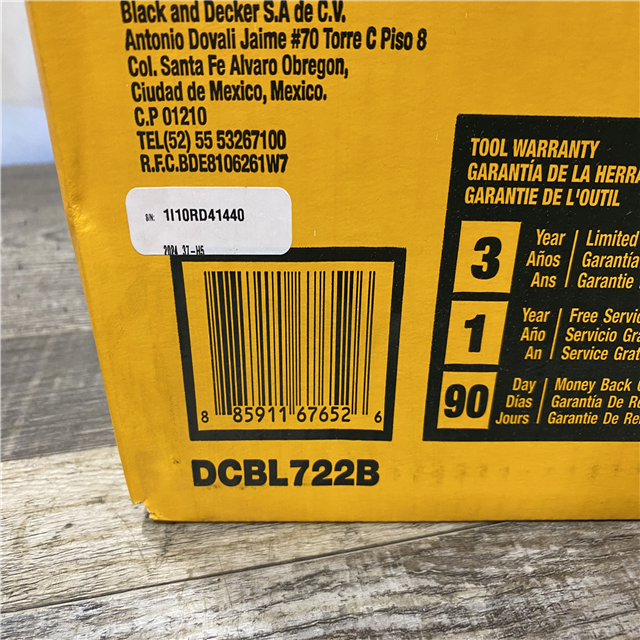 Black and Decker S.A de C.V.
Antonio Dovali Jaime #70 Torre C Piso 8
Col. Santa Fe Alvaro Obregon,
Ciudad de Mexico, Mexico.
C.P 01210
TEL(52) 55 53267100
R.F.C.BDE8106261W7
S/N: 1I10RD41440
2024 37-H5
8 85911 67652 6
DCBL722B
TOOL WARRANTY
GARANTÍA DE LA HERRA
GARANTIE DE L'OUTIL
3 Year Limited
Años Garantía
Ans Garantie
1 Year Free Servic
Año Servicio Gra
An Service Grat
90 Day Money Back
Días Garantía De Re
Jours Garantie De Re